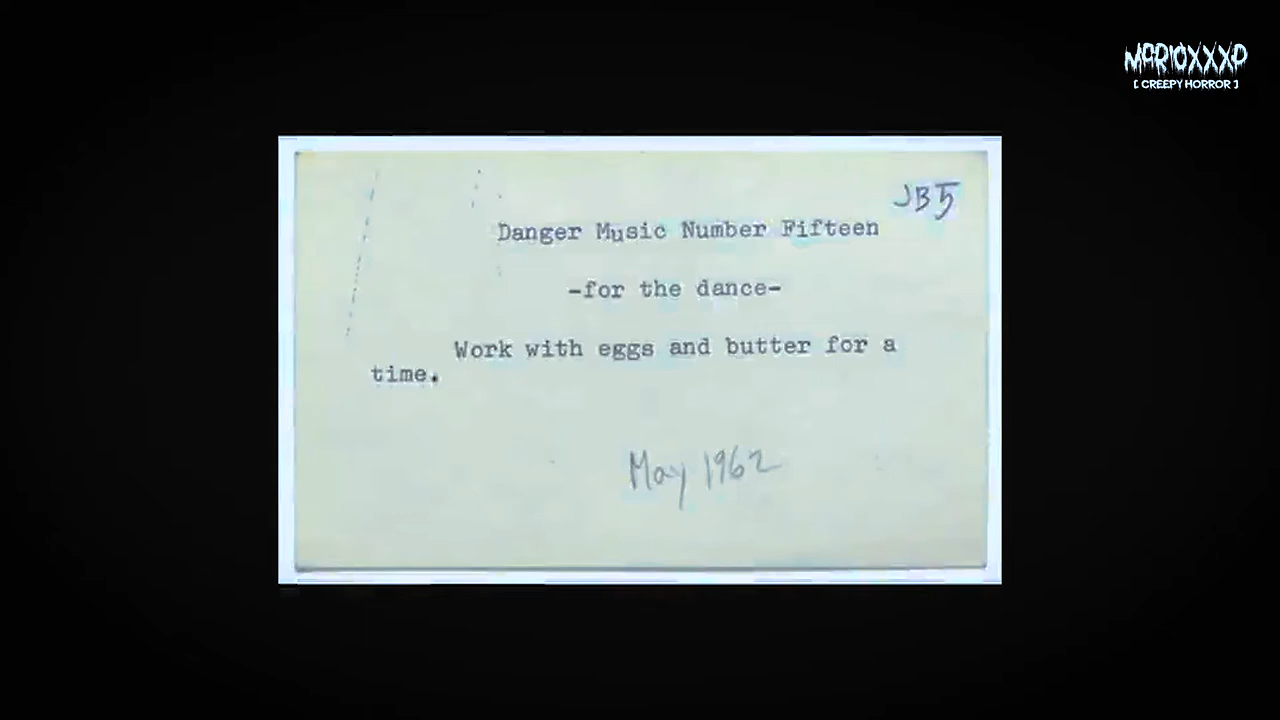 MARIOXXXP
[ CREEPY HORROR ]
JB5
Danger Music Number Fifteen
-for the dance-
Work with eggs and butter for a
time.
May 1962